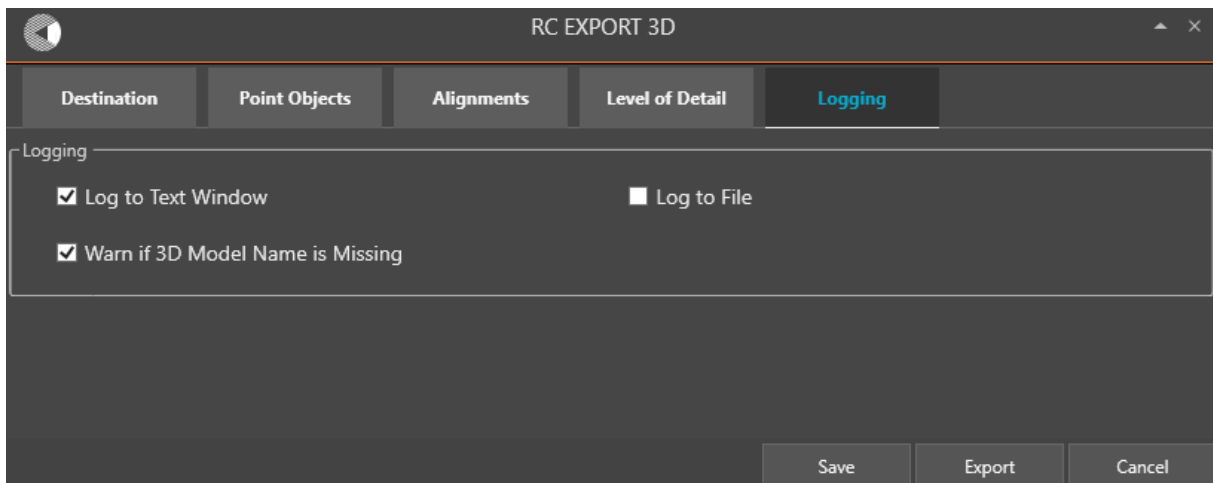 RC EXPORT 3D
Destination Point Objects Alignments Level of Detail Logging
Logging
Log to Text Window Log to File
Warn if 3D Model Name is Missing
Save Export Cancel